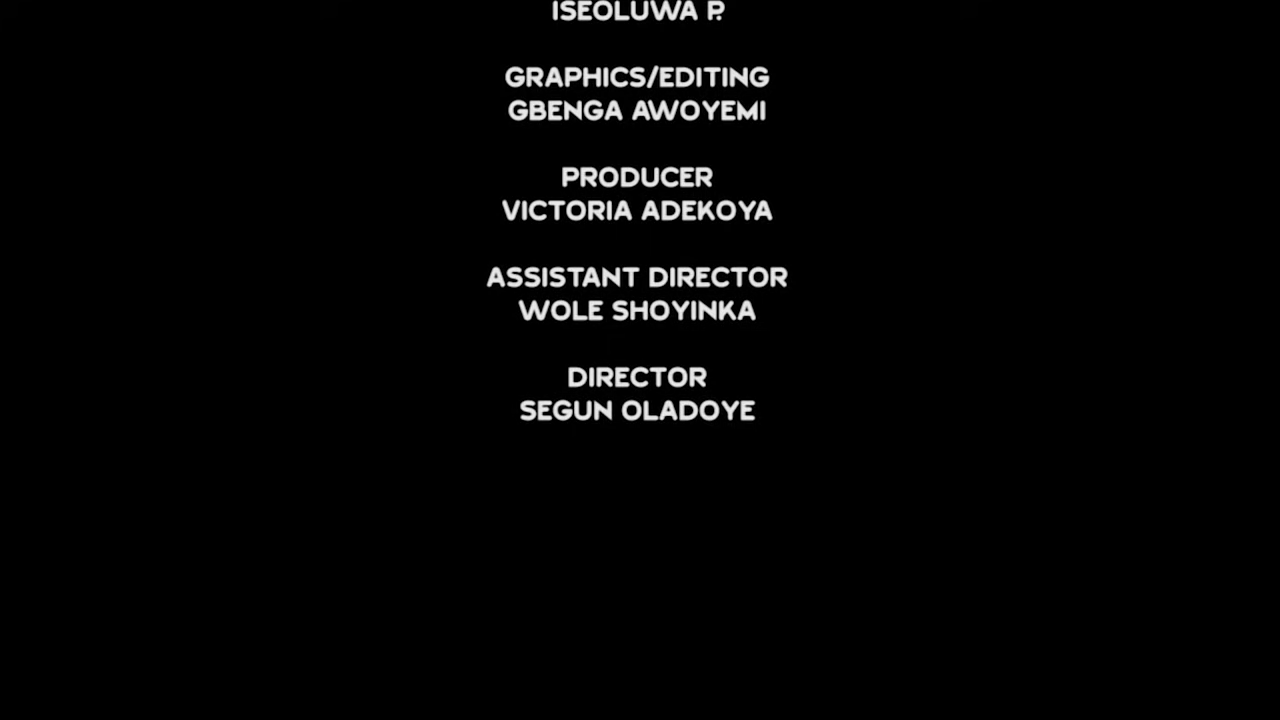 ISEOLUWA P.
GRAPHICS/EDITING
GBENGA AWOYEMI
PRODUCER
VICTORIA ADEKOYA
ASSISTANT DIRECTOR
WOLE SHOYINKA
DIRECTOR
SEGUN OLADOYE